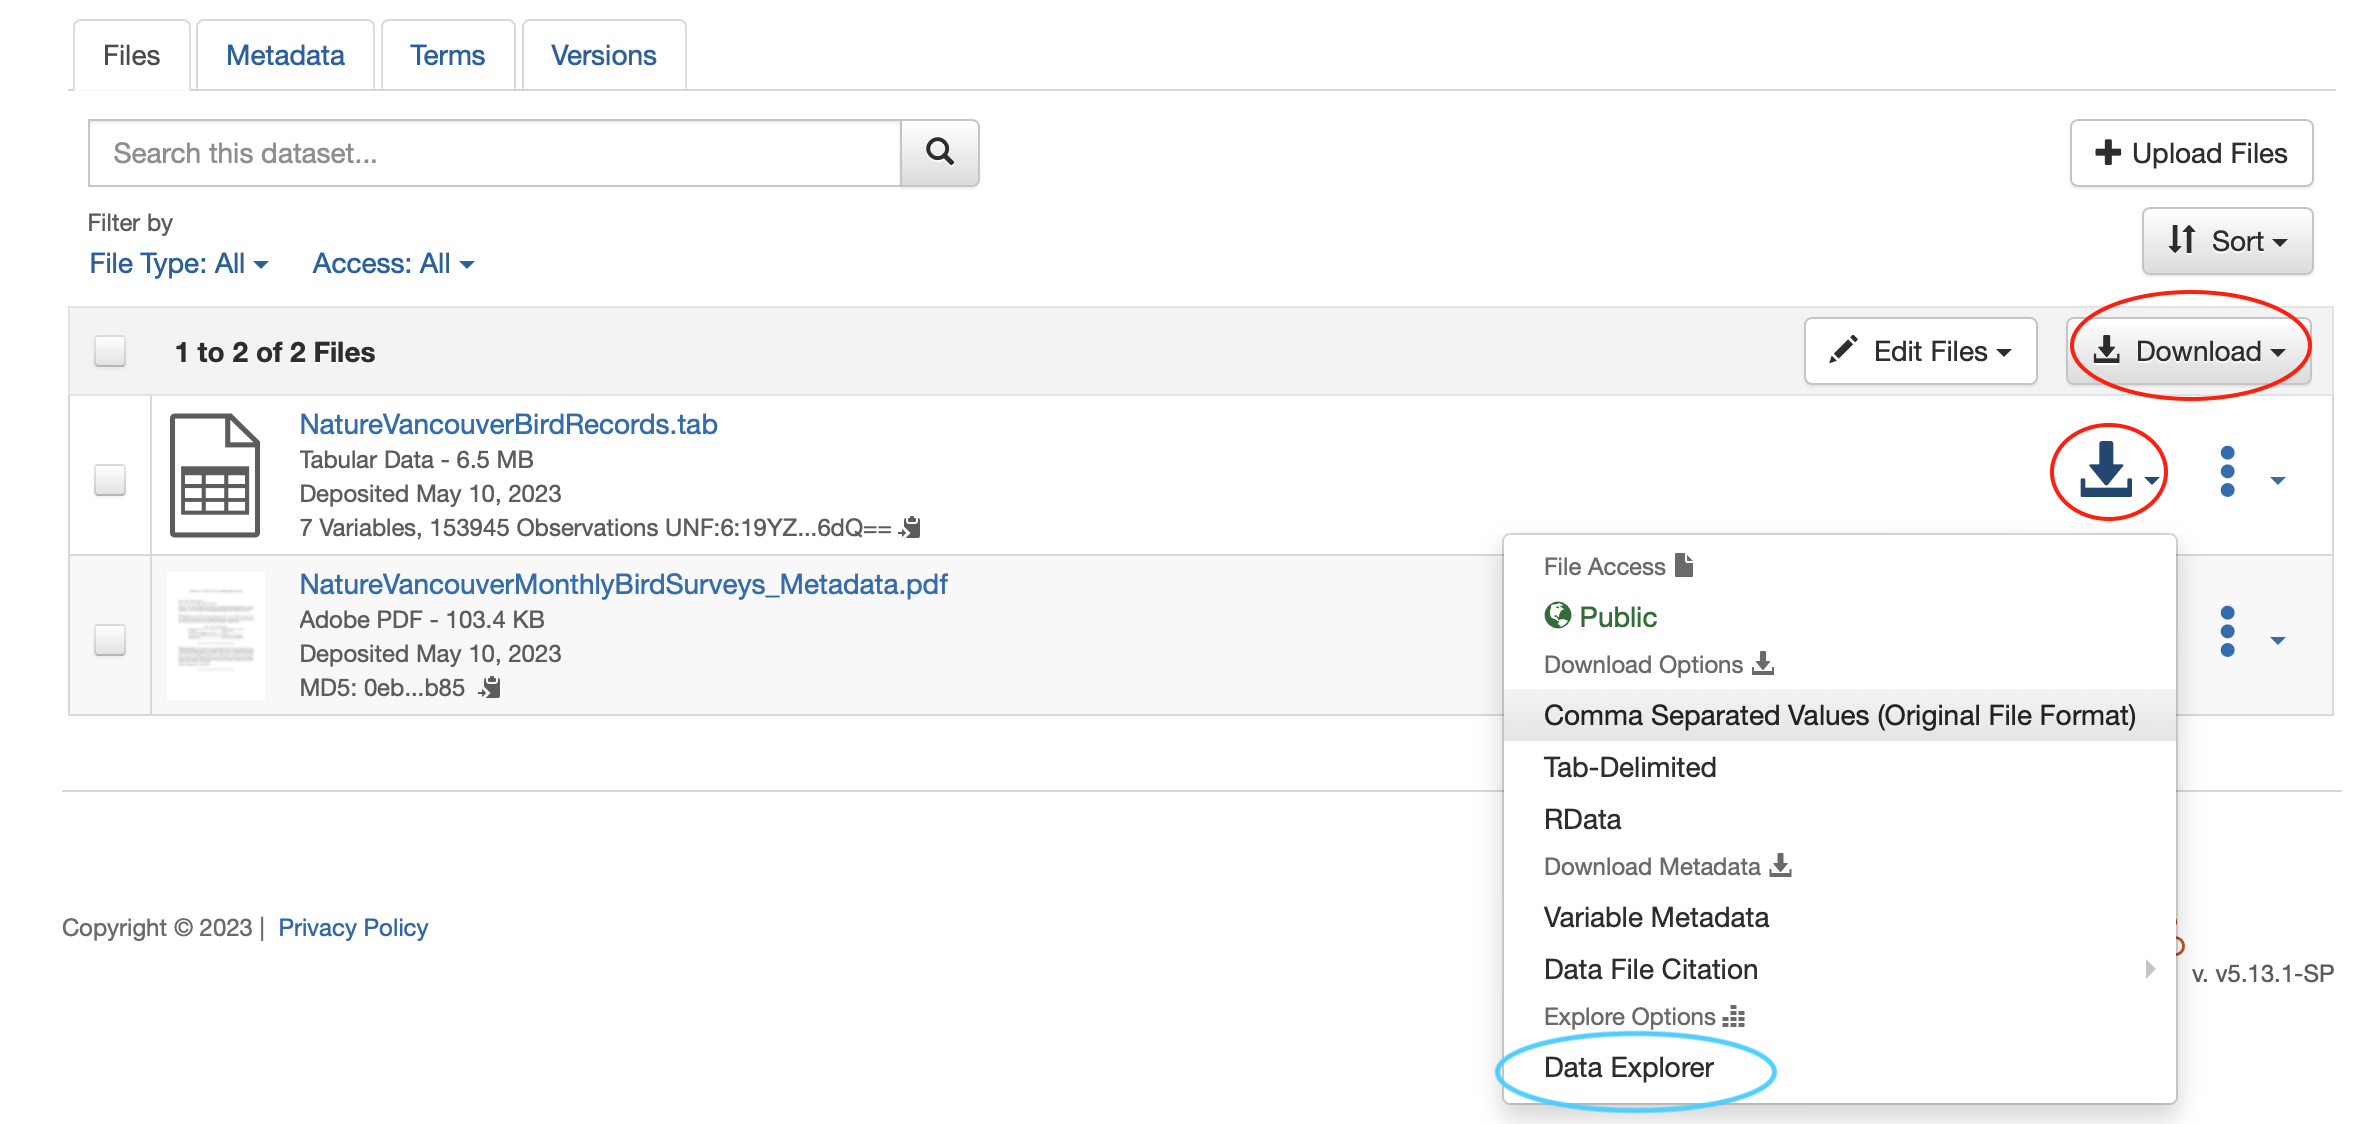 Files
Metadata
Terms
Versions
Search this dataset...
Upload Files
Filter by
File Type: All
Access: All
Sort
1 to 2 of 2 Files
Edit Files
Download
NatureVancouverBirdRecords.tab
Tabular Data - 6.5 MB
Deposited May 10, 2023
7 Variables, 153945 Observations UNF:6:19YZ...6dQ==
NatureVancouverMonthlyBirdSurveys_Metadata.pdf
Adobe PDF - 103.4 KB
Deposited May 10, 2023
MD5: 0eb...b85
File Access
Public
Download Options
Comma Separated Values (Original File Format)
Tab-Delimited
RData
Download Metadata
Variable Metadata
Data File Citation
Explore Options
Data Explorer
Copyright © 2023 | Privacy Policy
v. v5.13.1-SP